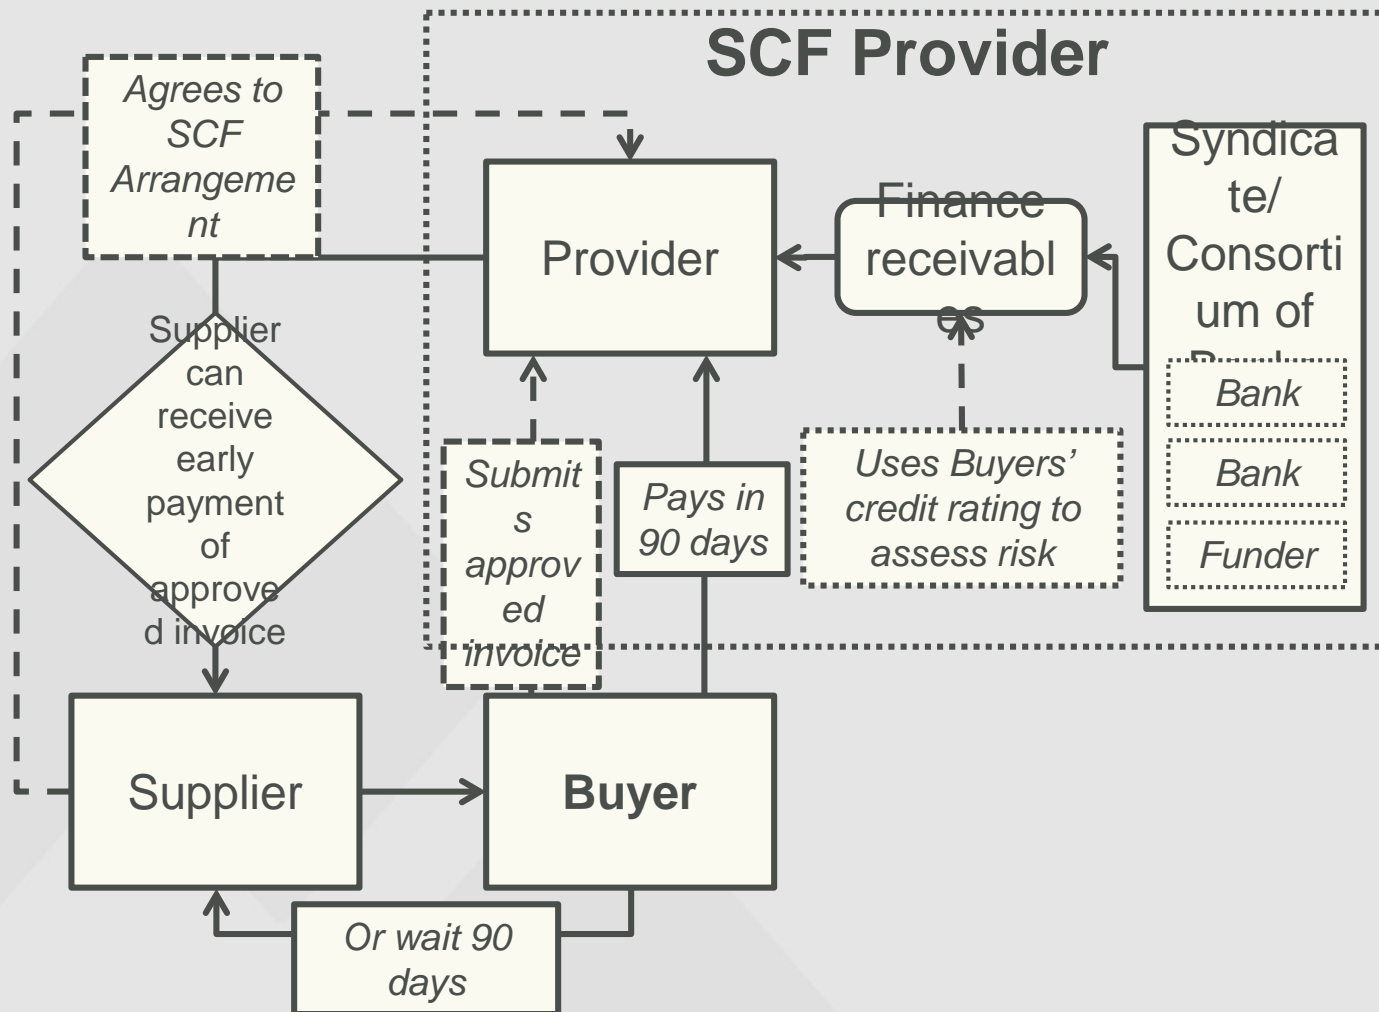 SCF Provider
Agrees to
SCF
Arrangeme
nt
Provider
Finance
receivabl
es
Syndica
te/
Consorti
um of
Bank
Bank
Funder
Supplier
can
receive
early
payment
of
approve
d invoice
Submit
s
approv
ed
invoice
Pays in
90 days
Uses Buyers’
credit rating to
assess risk
Supplier
Buyer
Or wait 90
days